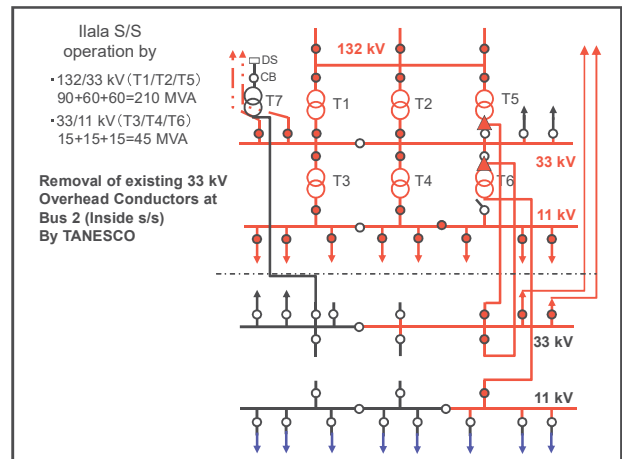 Ilala S/S
operation by
・132/33 kV(T1/T2/T5)
90+60+60=210 MVA
・33/11 kV(T3/T4/T6)
15+15+15=45 MVA
Removal of existing 33 kV
Overhead Conductors at
Bus 2 (Inside s/s)
By TANESCO
DS
CB
T7
132 kV
T1
T2
T5
33 kV
T3
T4
T6
11 kV
33 kV
11 kV